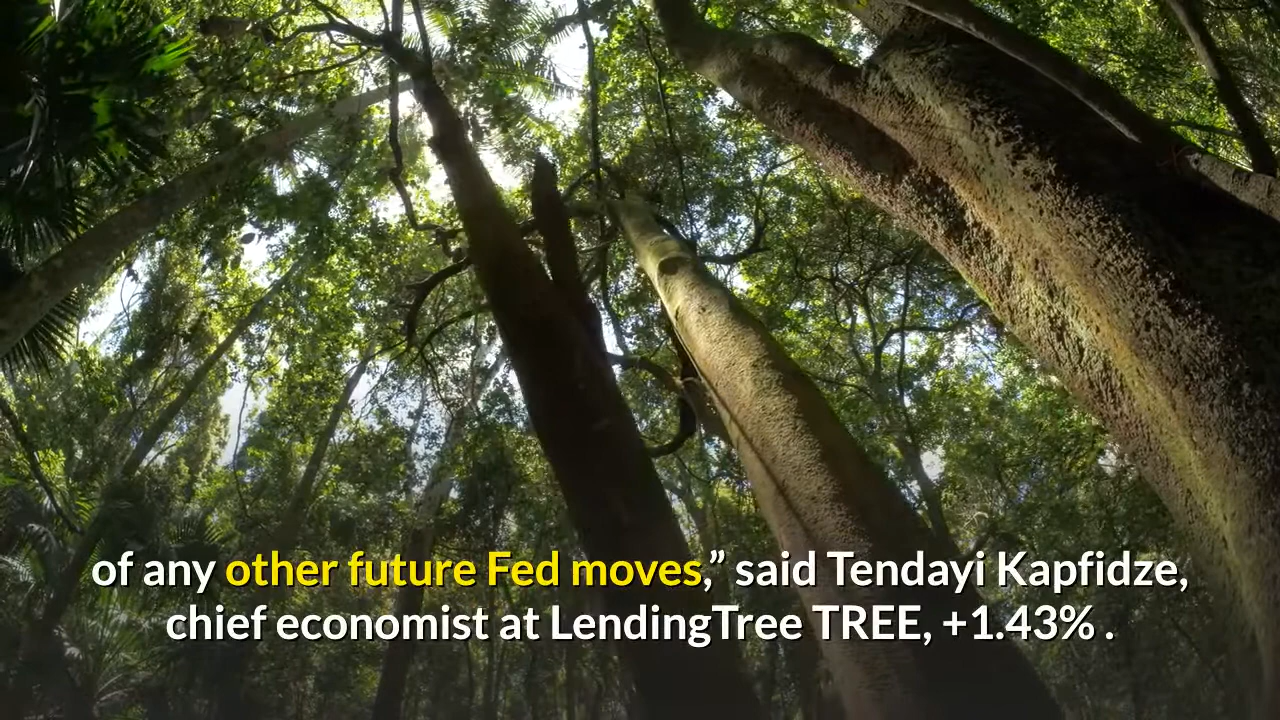 of any other future Fed moves,” said Tendayi Kapfidze,
chief economist at LendingTree TREE, +1.43% .